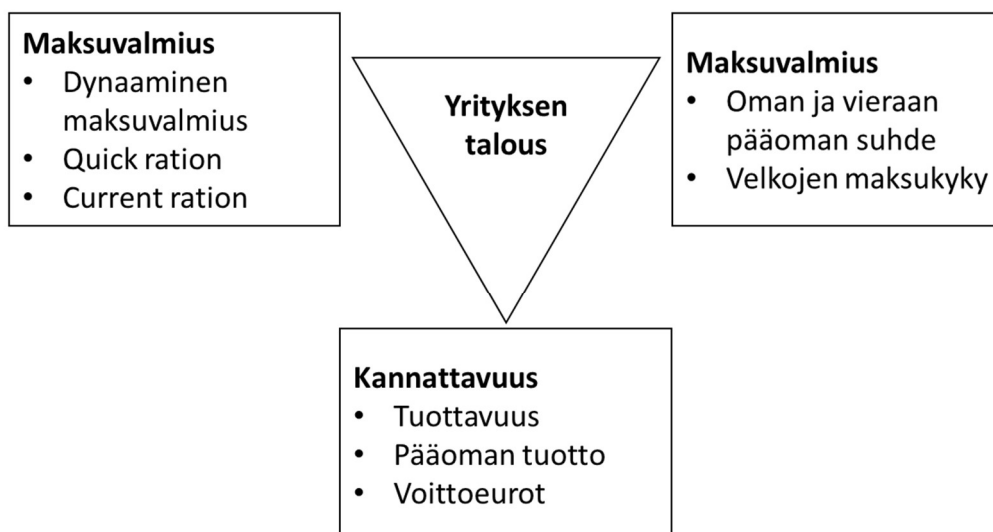 Maksuvalmius
• Dynaaminen
maksuvalmius
• Quick ration
• Current ration
Yrityksen
talous
Maksuvalmius
• Oman ja vieraan
pääoman suhde
• Velkojen maksukyky
Kannattavuus
• Tuottavuus
• Pääoman tuotto
• Voittoeurot